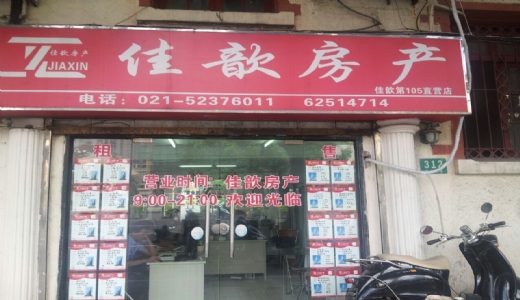 佳歆房产
JIAXIN
佳歆房产
佳歆第105直营店
电话：021-52376011 62514714
租
售
312
营业时间 佳歆房产
9:00-21:00 欢迎光临